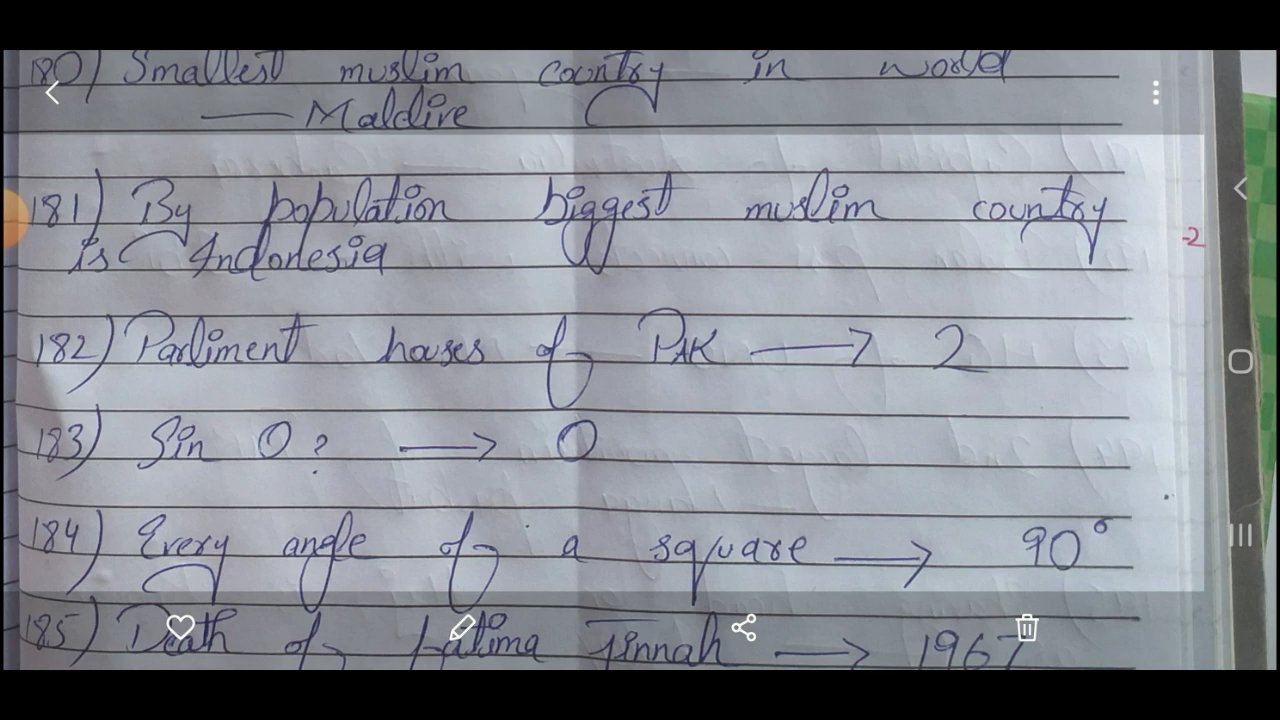 180) Smallest muslim country in world
— Maldive
181) By population biggest muslim country
is Indonesia
-2
182) Parliment houses of PAK → 2
183) Sin 0? → 0
184) Every angle of a square → 90°
185) Death of fatima jinnah → 1967